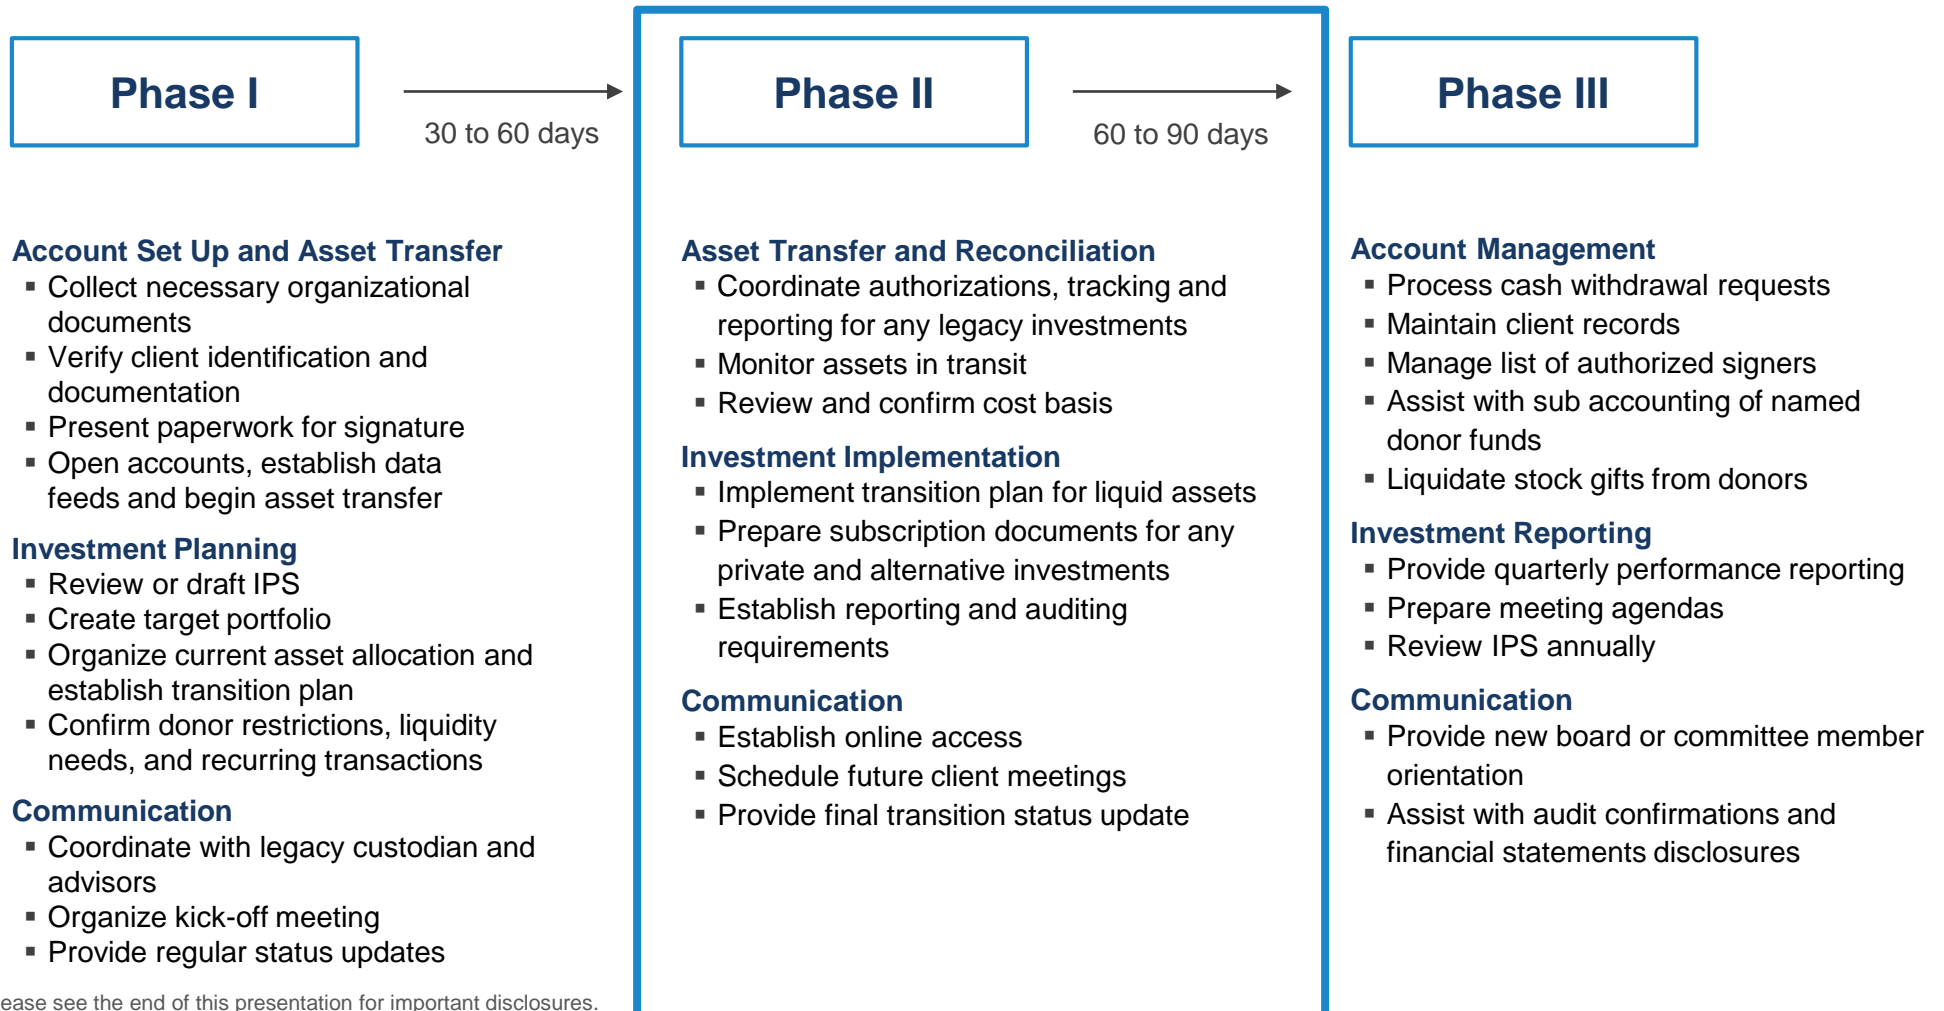 Phase I
30 to 60 days
Phase II
60 to 90 days
Phase III
Account Set Up and Asset Transfer
▪ Collect necessary organizational
documents
▪ Verify client identification and
documentation
▪ Present paperwork for signature
▪ Open accounts, establish data
feeds and begin asset transfer
Investment Planning
▪ Review or draft IPS
▪ Create target portfolio
▪ Organize current asset allocation and
establish transition plan
▪ Confirm donor restrictions, liquidity
needs, and recurring transactions
Communication
▪ Coordinate with legacy custodian and
advisors
▪ Organize kick-off meeting
▪ Provide regular status updates
Asset Transfer and Reconciliation
▪ Coordinate authorizations, tracking and
reporting for any legacy investments
▪ Monitor assets in transit
▪ Review and confirm cost basis
Investment Implementation
▪ Implement transition plan for liquid assets
▪ Prepare subscription documents for any
private and alternative investments
▪ Establish reporting and auditing
requirements
Communication
▪ Establish online access
▪ Schedule future client meetings
▪ Provide final transition status update
Account Management
▪ Process cash withdrawal requests
▪ Maintain client records
▪ Manage list of authorized signers
▪ Assist with sub accounting of named
donor funds
▪ Liquidate stock gifts from donors
Investment Reporting
▪ Provide quarterly performance reporting
▪ Prepare meeting agendas
▪ Review IPS annually
Communication
▪ Provide new board or committee member
orientation
▪ Assist with audit confirmations and
financial statements disclosures
ease see the end of this presentation for important disclosures.